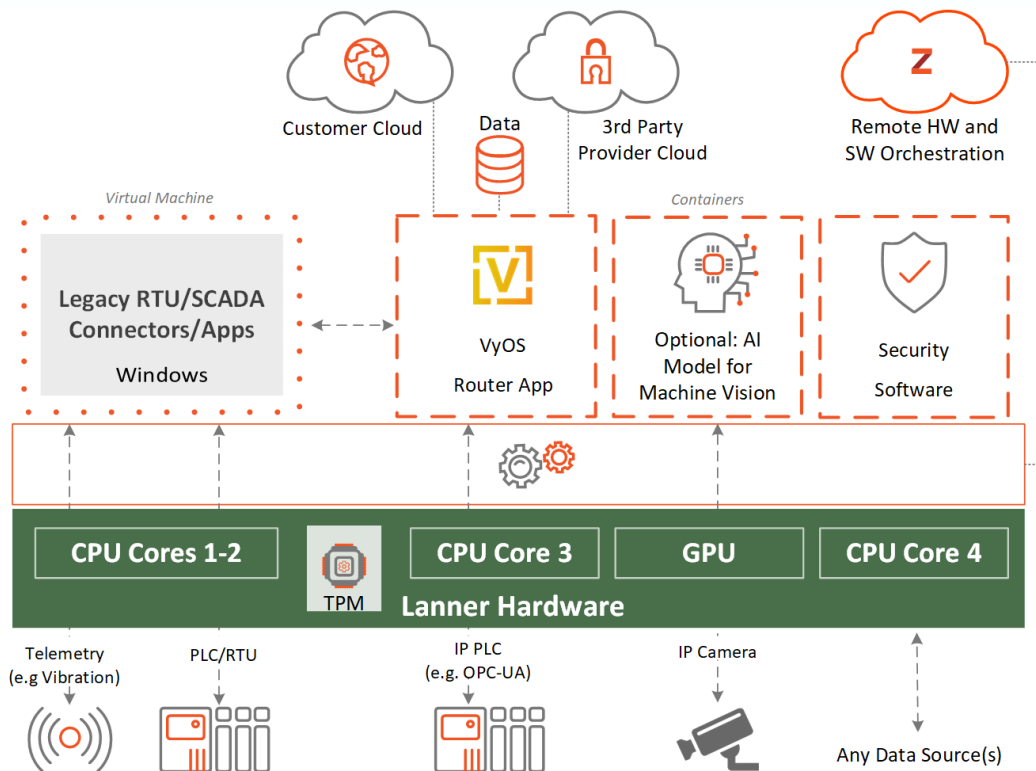 Z
Customer Cloud
Data
3rd Party
Provider Cloud
Remote HW and
SW Orchestration
Virtual Machine
Containers
Legacy RTU/SCADA
Connectors/Apps
Windows
V
VyOS
Router App
Optional: AI
Model for
Machine Vision
Security
Software
CPU Cores 1-2
TPM
CPU Core 3
GPU
CPU Core 4
Lanner Hardware
Telemetry
(e.g Vibration)
PLC/RTU
IP PLC
(e.g. OPC-UA)
IP Camera
Any Data Source(s)